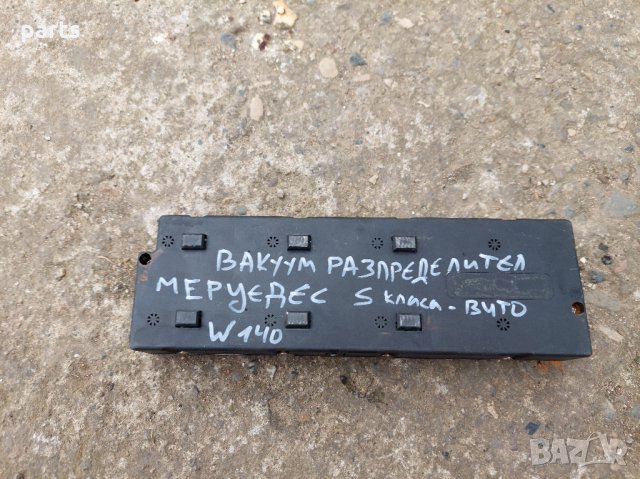 parts
ВАКУУМ РАЗПРЕДЕЛИТЕЛ
МЕРЦЕДЕС S класа - ВИТО
W140
BAZAR